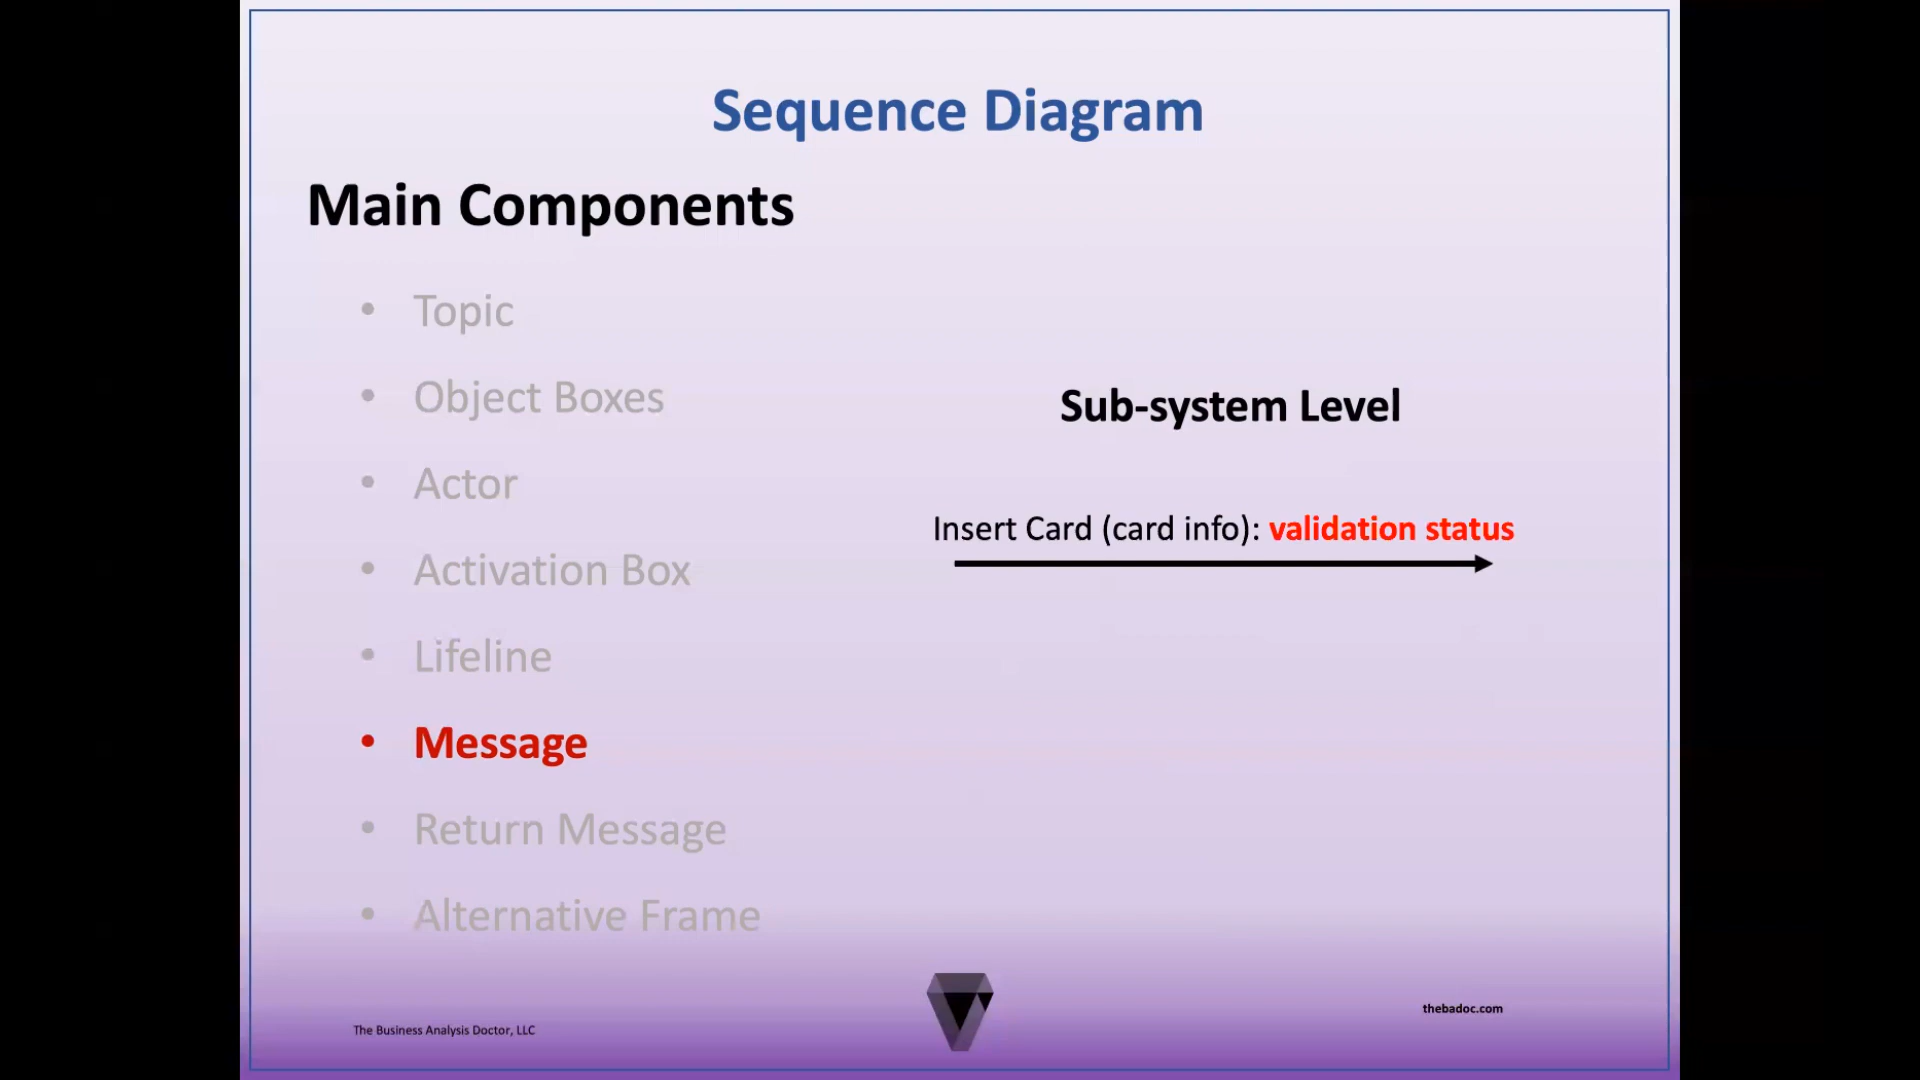 Sequence Diagram
Main Components
• Topic
• Object Boxes
• Actor
• Activation Box
• Lifeline
• Message
• Return Message
• Alternative Frame
Sub-system Level
Insert Card (card info): validation status
The Business Analysis Doctor, LLC
thebadoc.com